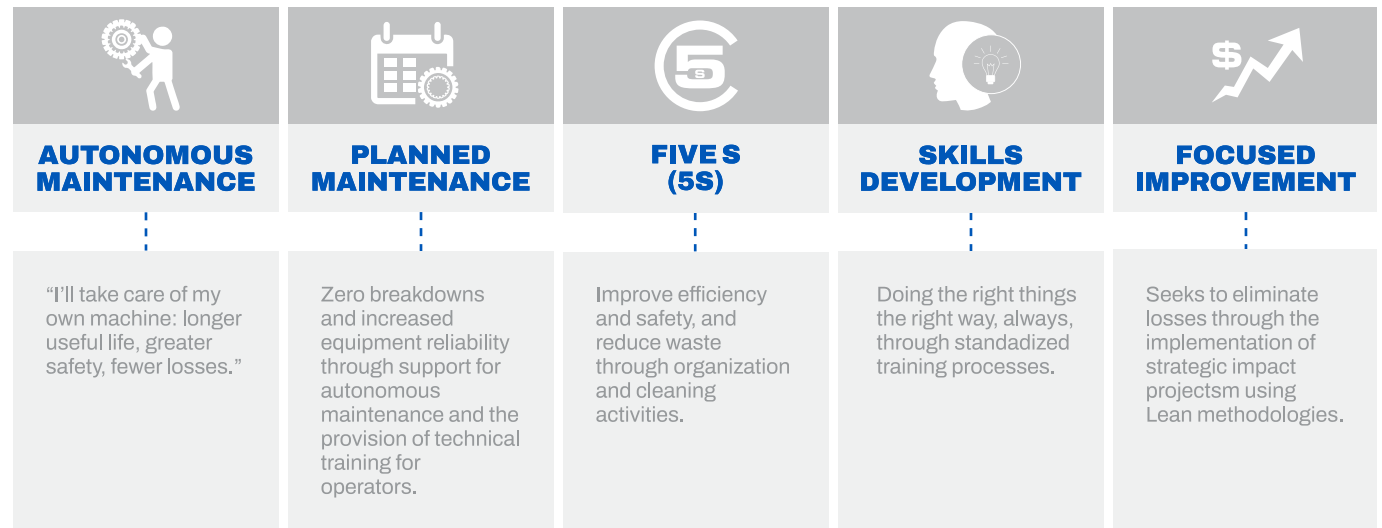 5
S
$
AUTONOMOUS
MAINTENANCE
PLANNED
MAINTENANCE
FIVE S
(5S)
SKILLS
DEVELOPMENT
FOCUSED
IMPROVEMENT
“I’ll take care of my
own machine: longer
useful life, greater
safety, fewer losses.”
Zero breakdowns
and increased
equipment reliability
through support for
autonomous
maintenance and the
provision of technical
training for
operators.
Improve efficiency
and safety, and
reduce waste
through organization
and cleaning
activities.
Doing the right things
the right way, always,
through standadized
training processes.
Seeks to eliminate
losses through the
implementation of
strategic impact
projectsm using
Lean methodologies.